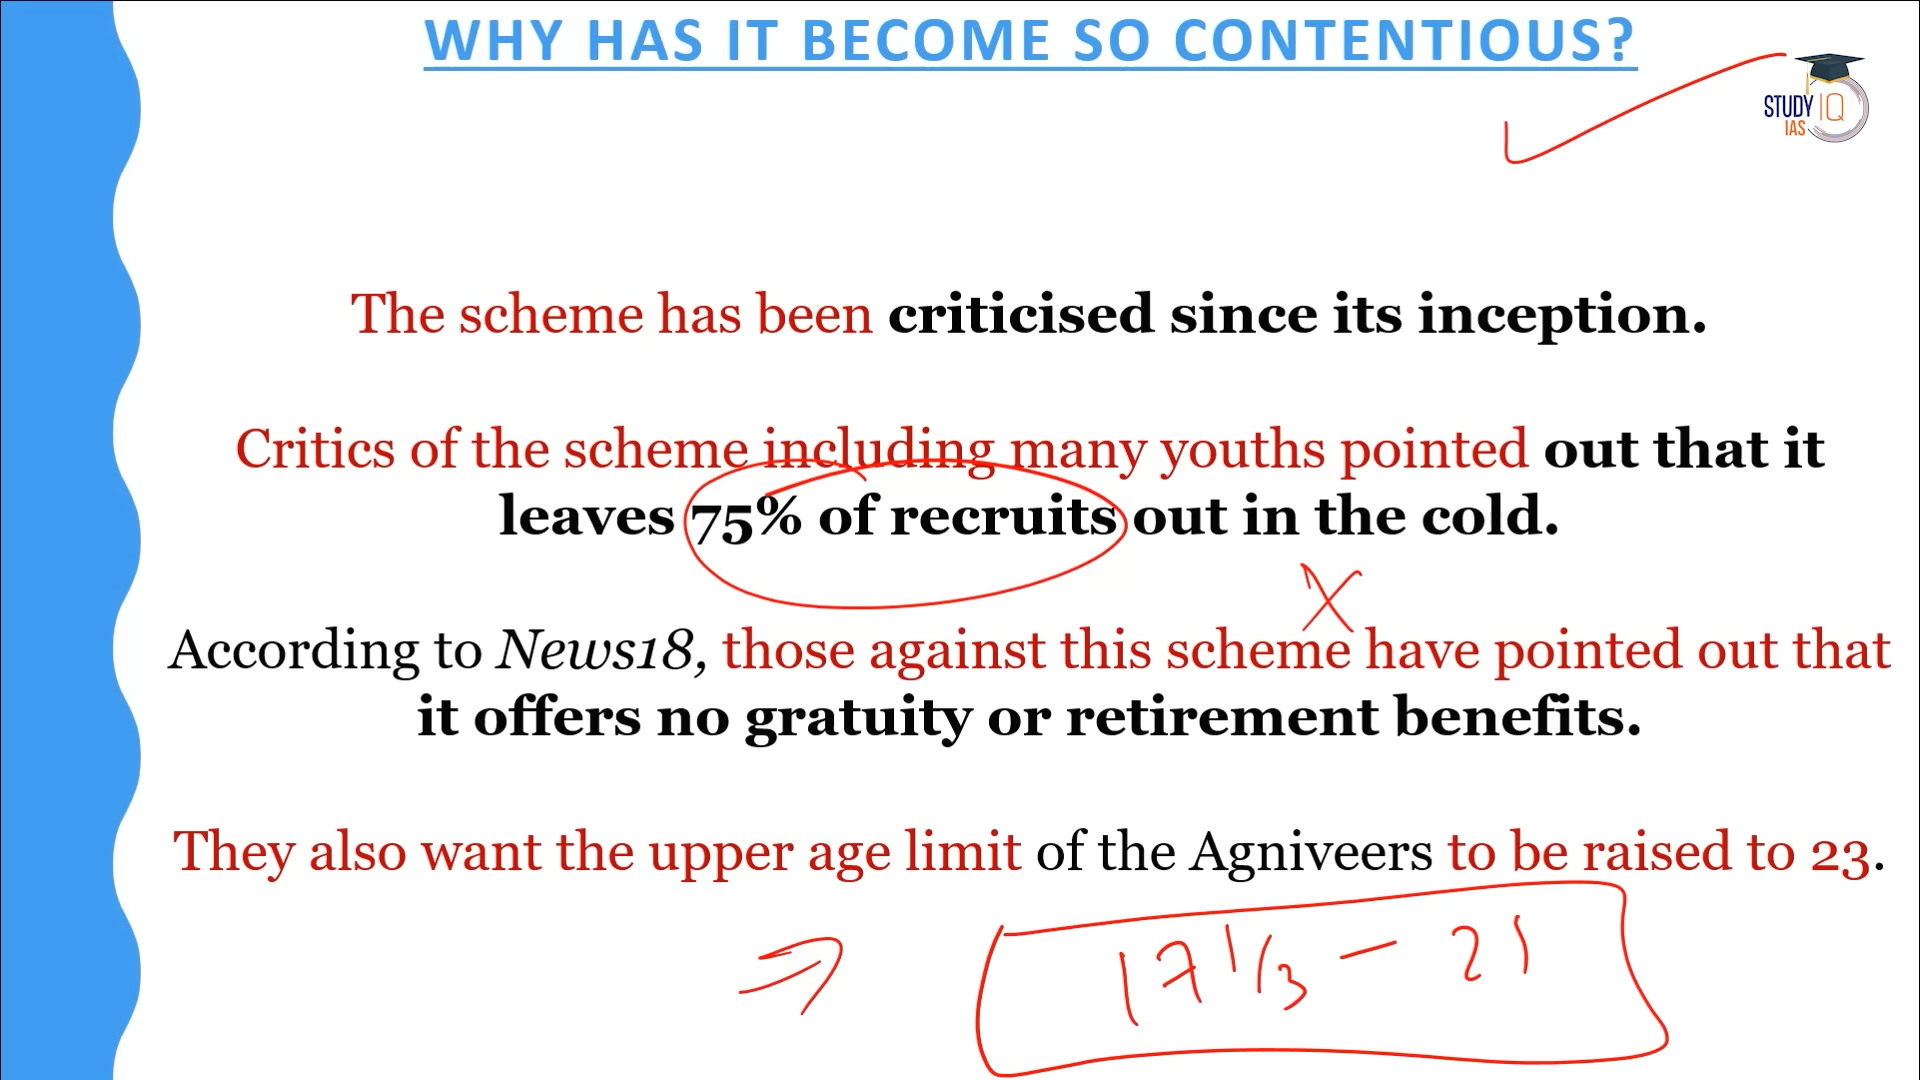 WHY HAS IT BECOME SO CONTENTIOUS?
STUDY IQ
IAS
The scheme has been criticised since its inception.
Critics of the scheme including many youths pointed out that it
leaves 75% of recruits out in the cold.
According to News18, those against this scheme have pointed out that
it offers no gratuity or retirement benefits.
They also want the upper age limit of the Agniveers to be raised to 23.
17 1/3 – 21